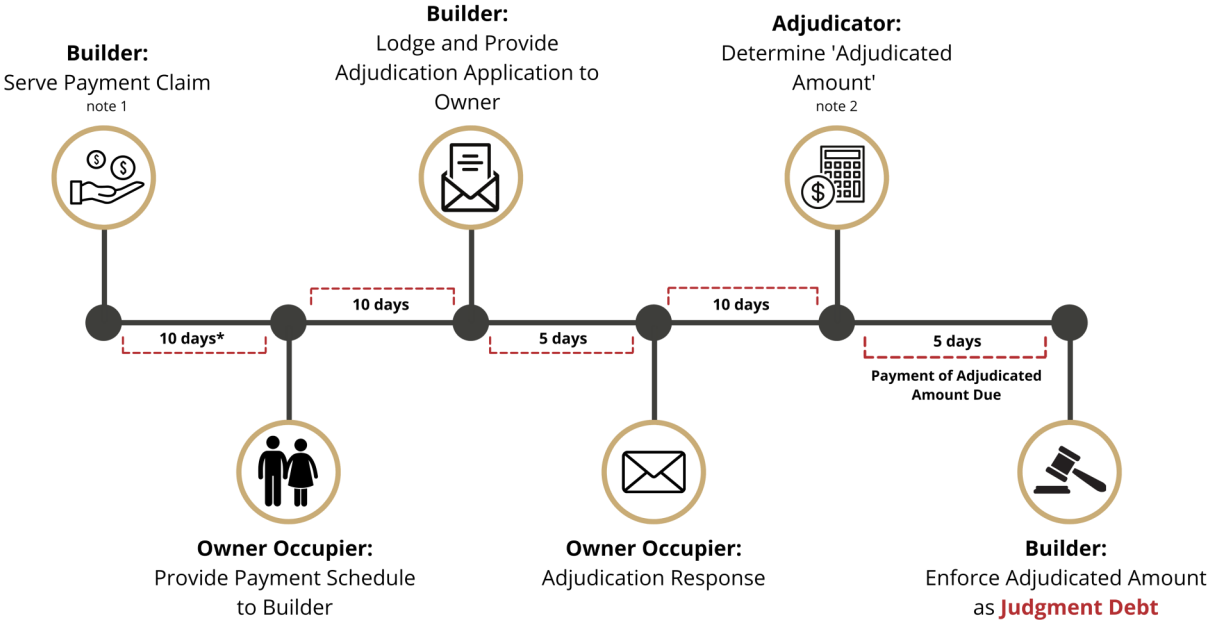 Builder:
Serve Payment Claim
note 1
Builder:
Lodge and Provide
Adjudication Application to
Owner
Adjudicator:
Determine 'Adjudicated
Amount'
note 2
$ $
$
10 days*
10 days
5 days
10 days
5 days
Payment of Adjudicated
Amount Due
Owner Occupier:
Provide Payment Schedule
to Builder
Owner Occupier:
Adjudication Response
Builder:
Enforce Adjudicated Amount
as Judgment Debt